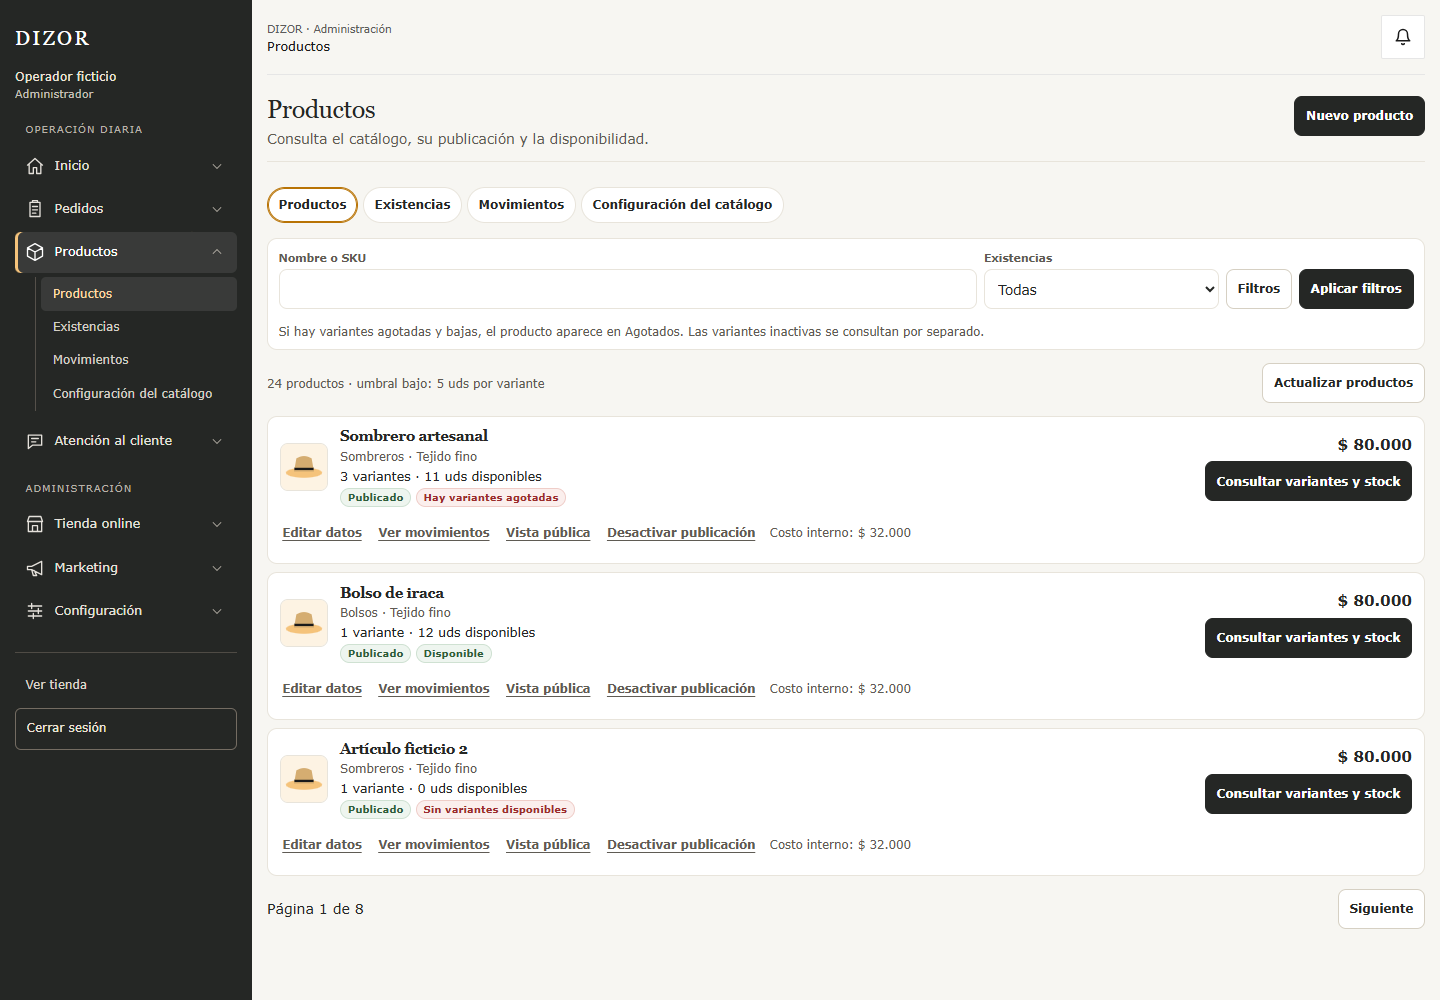 DIZOR
Operador ficticio
Administrador
OPERACIÓN DIARIA
Inicio
Pedidos
Productos
Productos
Existencias
Movimientos
Configuración del catálogo
Atención al cliente
ADMINISTRACIÓN
Tienda online
Marketing
Configuración
Ver tienda
Cerrar sesión
DIZOR · Administración
Productos
Productos
Consulta el catálogo, su publicación y la disponibilidad.
Nuevo producto
Productos Existencias Movimientos Configuración del catálogo
Nombre o SKU Existencias
Todas Filtros Aplicar filtros
Si hay variantes agotadas y bajas, el producto aparece en Agotados. Las variantes inactivas se consultan por separado.
24 productos · umbral bajo: 5 uds por variante
Actualizar productos
Sombrero artesanal
Sombreros · Tejido fino
3 variantes · 11 uds disponibles
Publicado Hay variantes agotadas
$ 80.000
Consultar variantes y stock
Editar datos Ver movimientos Vista pública Desactivar publicación Costo interno: $ 32.000
Bolso de iraca
Bolsos · Tejido fino
1 variante · 12 uds disponibles
Publicado Disponible
$ 80.000
Consultar variantes y stock
Editar datos Ver movimientos Vista pública Desactivar publicación Costo interno: $ 32.000
Artículo ficticio 2
Sombreros · Tejido fino
1 variante · 0 uds disponibles
Publicado Sin variantes disponibles
$ 80.000
Consultar variantes y stock
Editar datos Ver movimientos Vista pública Desactivar publicación Costo interno: $ 32.000
Página 1 de 8
Siguiente